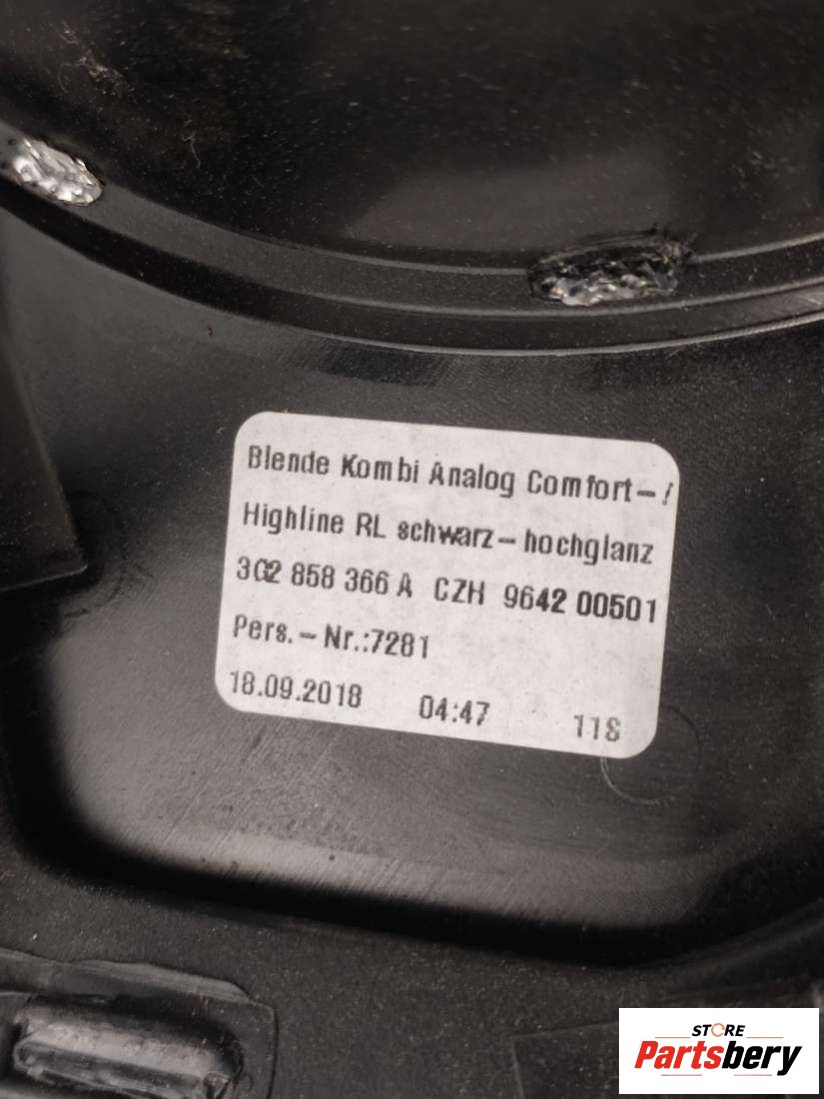 Blende Kombi Analog Comfort-/
Highline RL schwarz-hochglanz
3G2 858 366 A CZH 9642 00501
Pers.-Nr.:7281
18.09.2018 04:47 11S
STORE
Partsbery